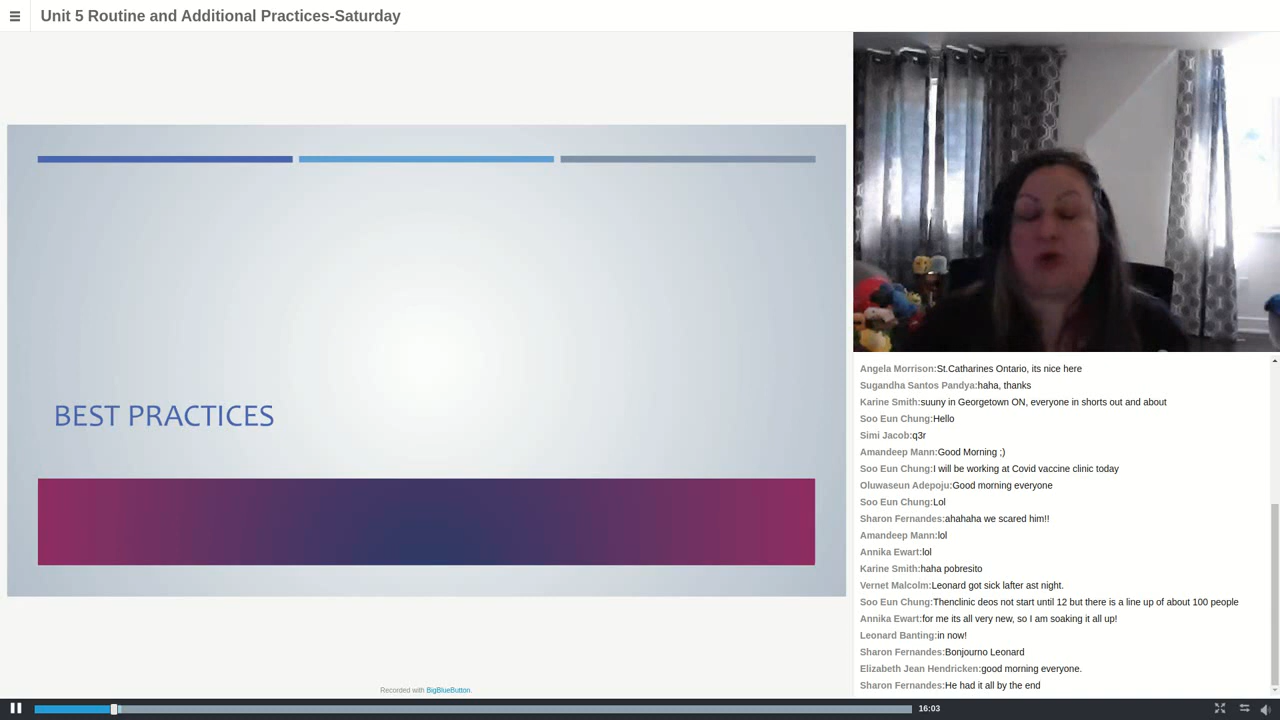 Unit 5 Routine and Additional Practices-Saturday
BEST PRACTICES
Recorded with BigBlueButton.
Angela Morrison:St.Catharines Ontario, its nice here
Sugandha Santos Pandya:haha, thanks
Karine Smith:suuny in Georgetown ON, everyone in shorts out and about
Soo Eun Chung:Hello
Simi Jacob:q3r
Amandeep Mann:Good Morning ;)
Soo Eun Chung:I will be working at Covid vaccine clinic today
Oluwaseun Adepoju:Good morning everyone
Soo Eun Chung:Lol
Sharon Fernandes:ahahaha we scared him!!
Amandeep Mann:lol
Annika Ewart:lol
Karine Smith:haha pobresito
Vernet Malcolm:Leonard got sick lafter ast night.
Soo Eun Chung:Thenclinic deos not start until 12 but there is a line up of about 100 people
Annika Ewart:for me its all very new, so I am soaking it all up!
Leonard Banting:in now!
Sharon Fernandes:Bonjourno Leonard
Elizabeth Jean Hendricken:good morning everyone.
Sharon Fernandes:He had it all by the end
16:03